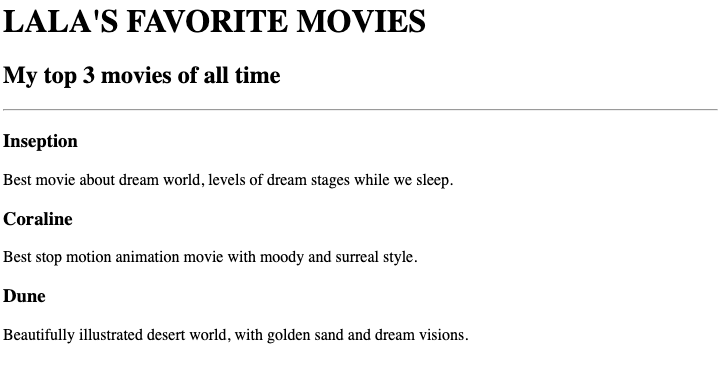 LALA'S FAVORITE MOVIES
My top 3 movies of all time
Inseption
Best movie about dream world, levels of dream stages while we sleep.
Coraline
Best stop motion animation movie with moody and surreal style.
Dune
Beautifully illustrated desert world, with golden sand and dream visions.